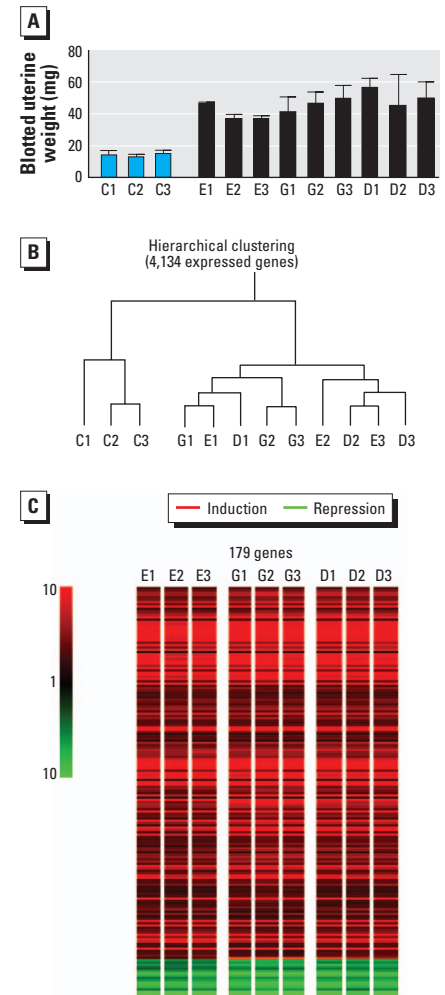 A
Blotted uterine
weight (mg)
80
60
40
20
0
C1 C2 C3 E1 E2 E3 G1 G2 G3 D1 D2 D3
B
Hierarchical clustering
(4,134 expressed genes)
C1 C2 C3 G1 E1 D1 G2 G3 E2 D2 E3 D3
C
Induction Repression
179 genes
E1 E2 E3 G1 G2 G3 D1 D2 D3
10
1
10